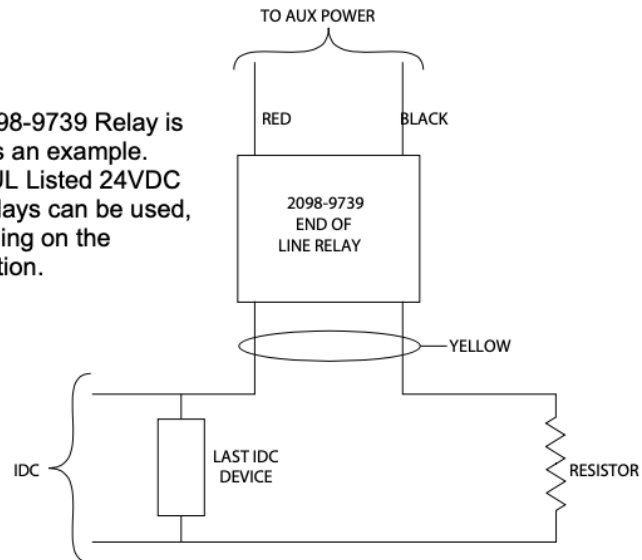 TO AUX POWER
RED
BLACK
98-9739 Relay is
s an example.
UL Listed 24VDC
lays can be used,
ing on the
tion.
2098-9739
END OF
LINE RELAY
YELLOW
IDC
LAST IDC
DEVICE
RESISTOR